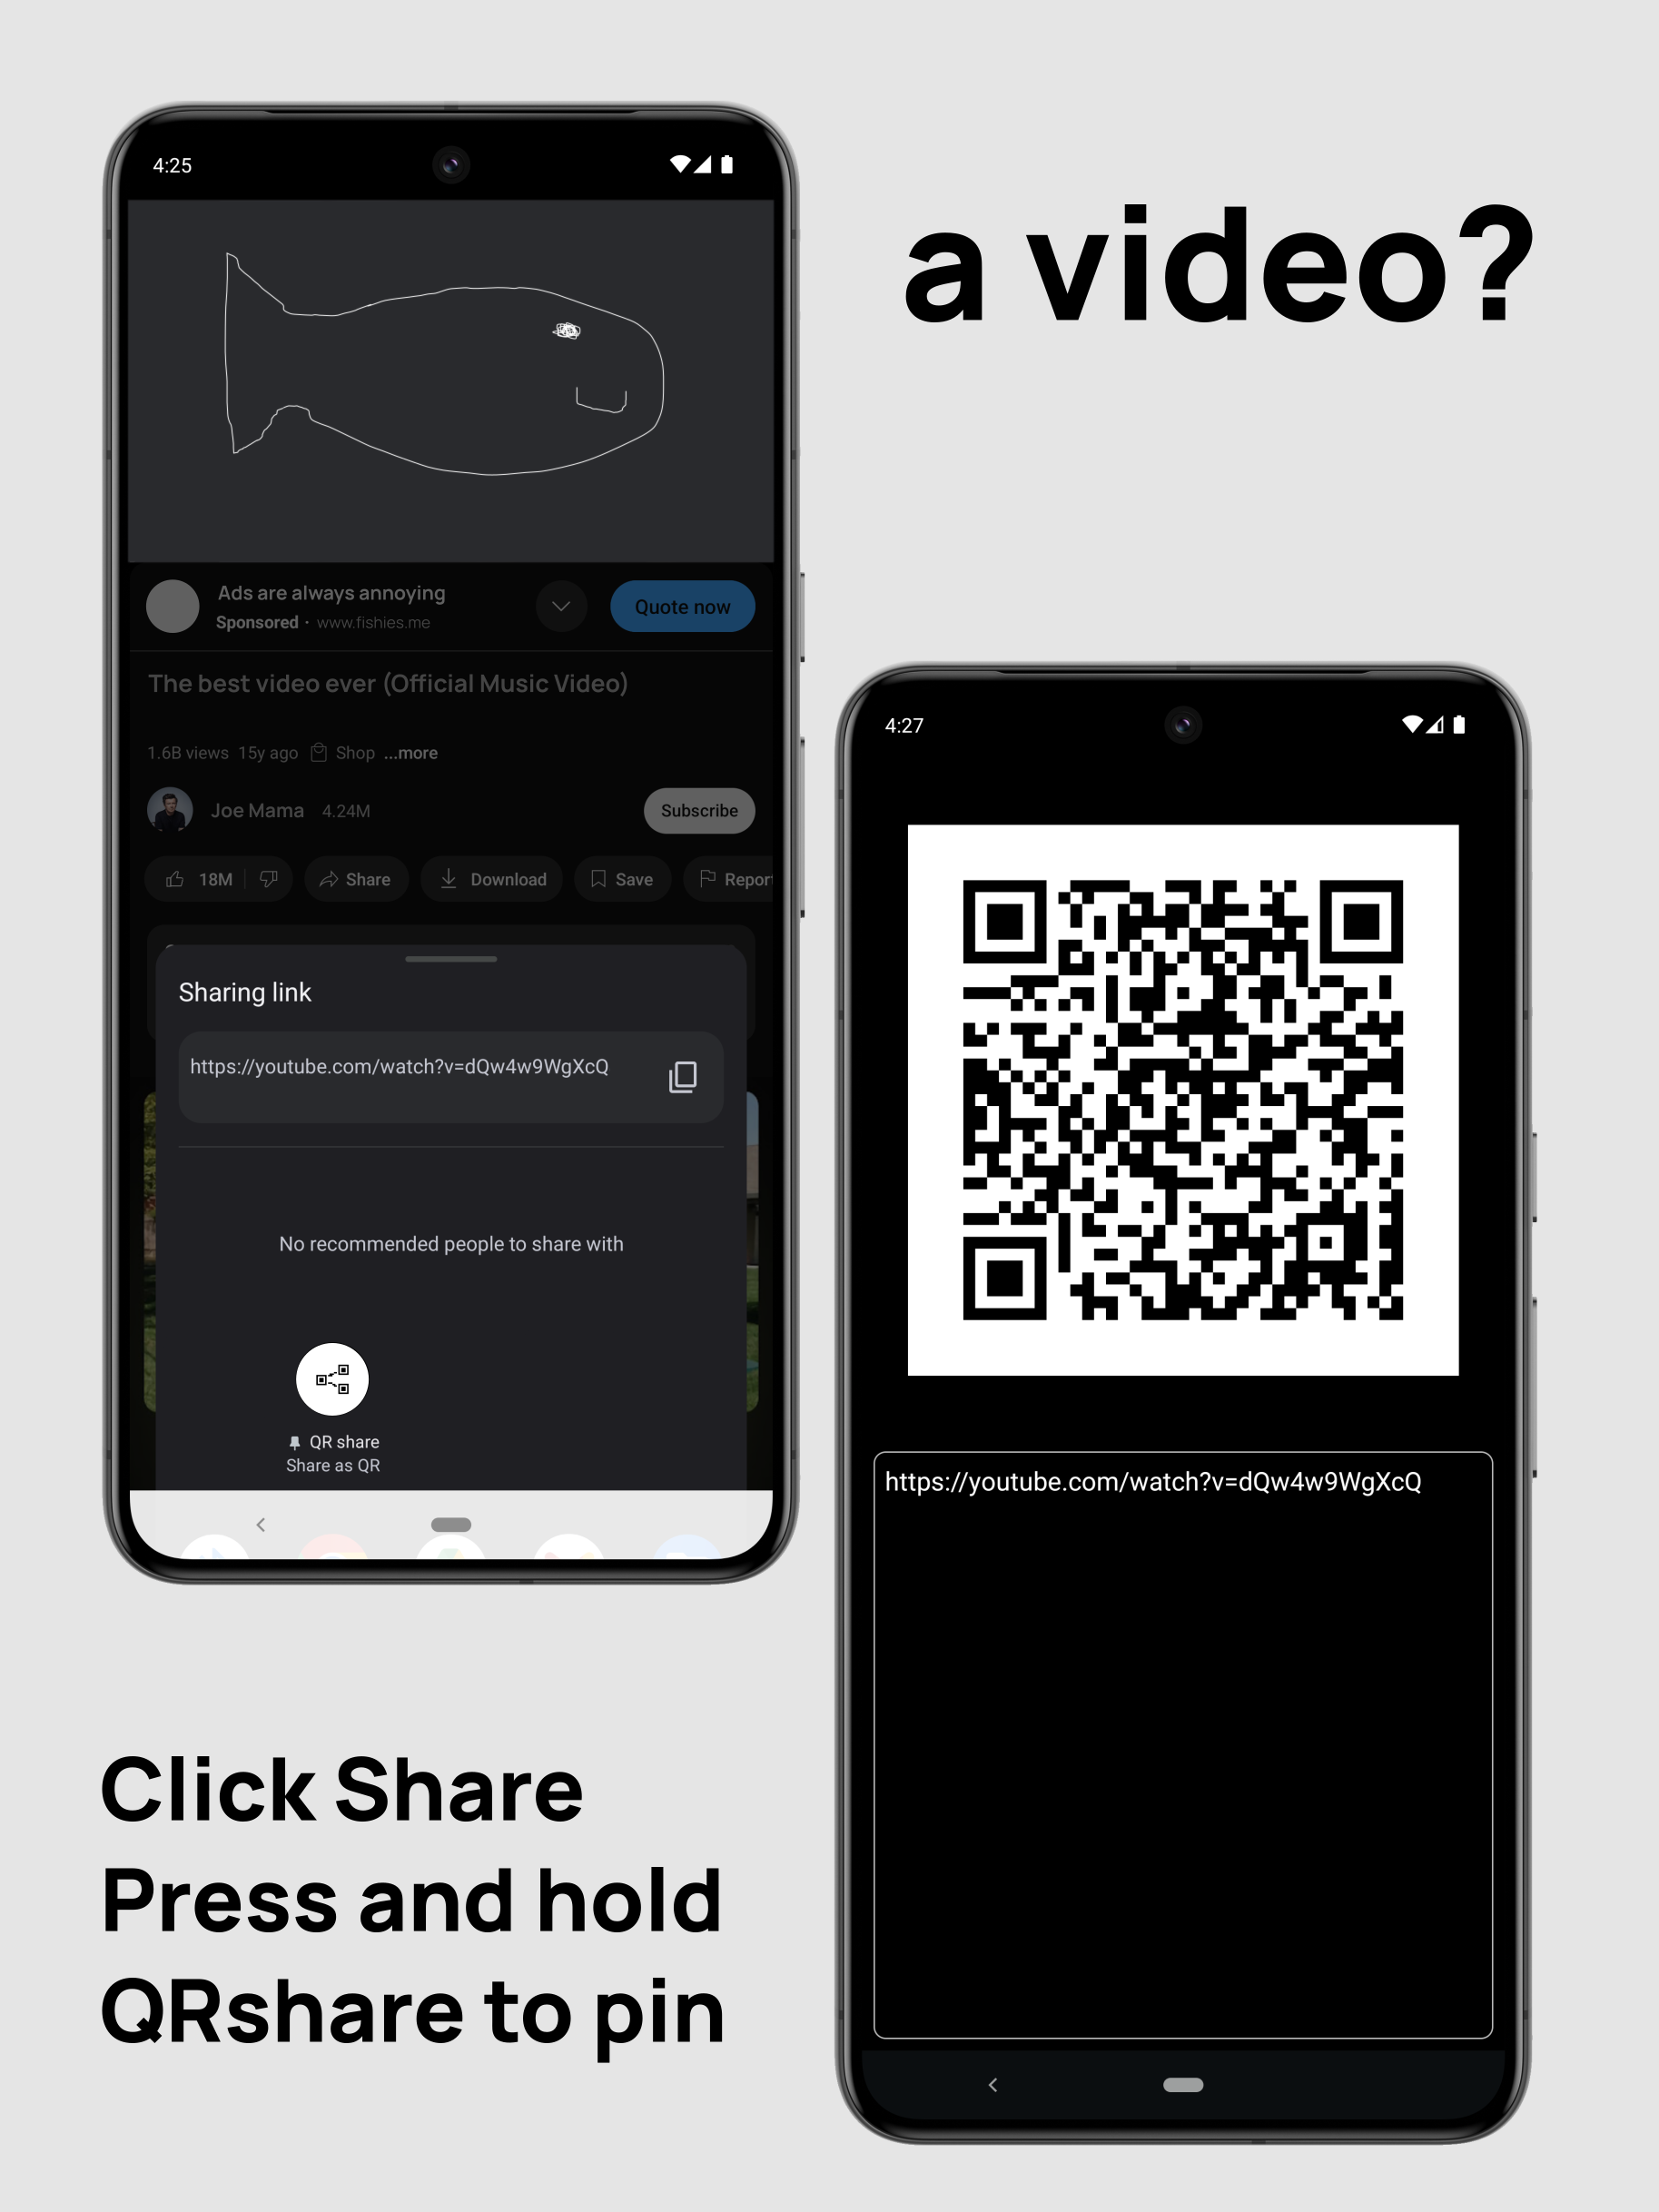 4:25
a video?
Ads are always annoying
Sponsored · www.fishies.me
Quote now
The best video ever (Official Music Video)
1.6B views 15y ago Shop ...more
Joe Mama 4.24M
Subscribe
18M Share Download Save Report
Sharing link
https://youtube.com/watch?v=dQw4w9WgXcQ
No recommended people to share with
QR share
Share as QR
4:27
https://youtube.com/watch?v=dQw4w9WgXcQ
Click Share
Press and hold
QRshare to pin